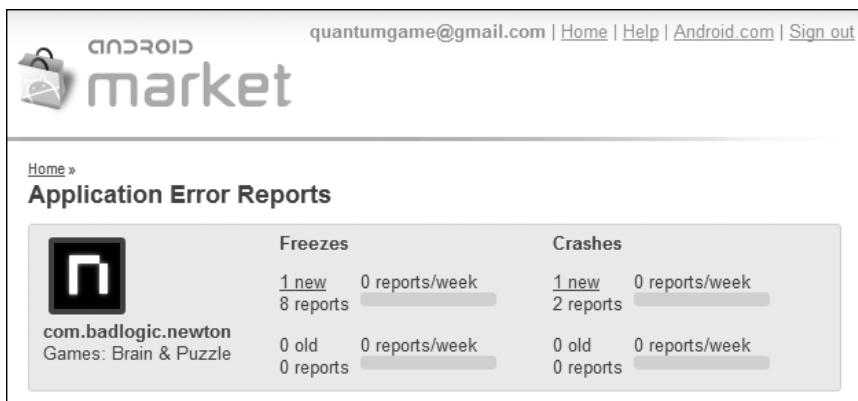 quantumgame@gmail.com | Home | Help | Android.com | Sign out
android
market
Home »
Application Error Reports
Freezes
Crashes
1 new 0 reports/week
8 reports
1 new 0 reports/week
2 reports
n
com.badlogic.newton
Games: Brain & Puzzle
0 old 0 reports/week
0 reports
0 old 0 reports/week
0 reports